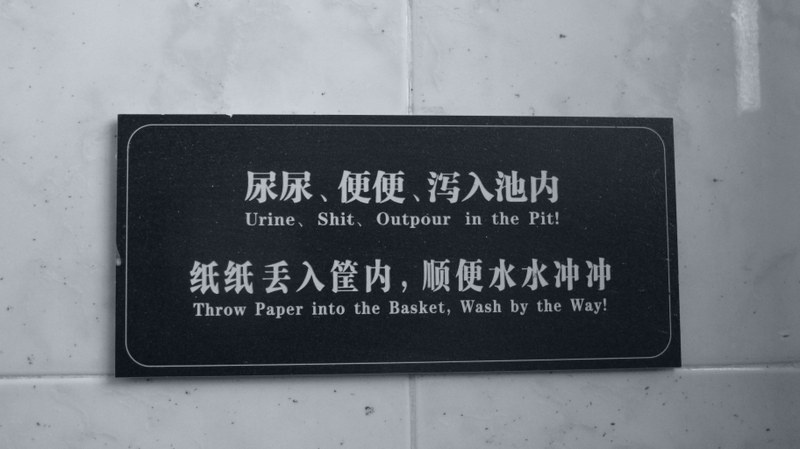 尿尿、便便、泻入池内
Urine、Shit、Outpour in the Pit!
纸纸丢入筐内，顺便水水冲冲
Throw Paper into the Basket, Wash by the Way!